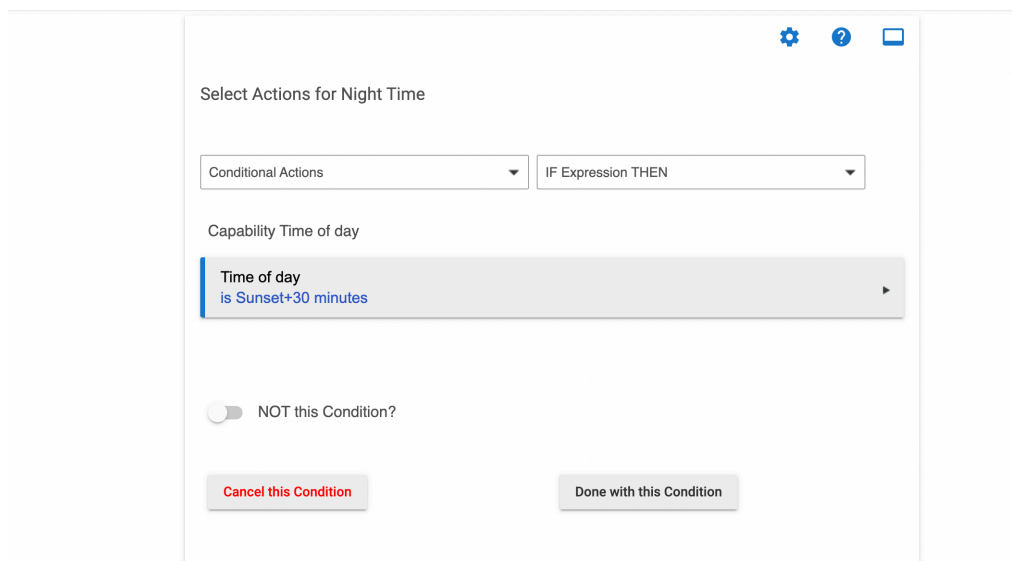 Select Actions for Night Time
Conditional Actions
IF Expression THEN
Capability Time of day
Time of day
is Sunset+30 minutes
NOT this Condition?
Cancel this Condition
Done with this Condition